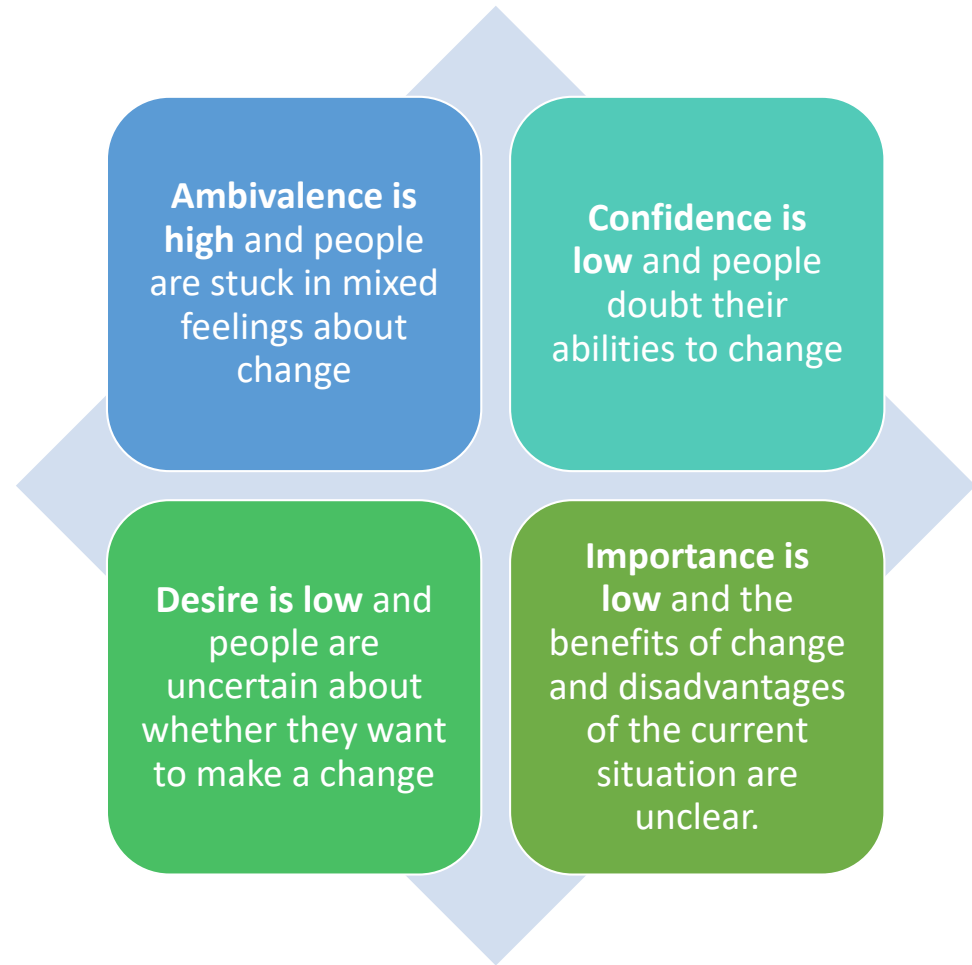 Ambivalence is
high and people
are stuck in mixed
feelings about
change
Confidence is
low and people
doubt their
abilities to change
Desire is low and
people are
uncertain about
whether they want
to make a change
Importance is
low and the
benefits of change
and disadvantages
of the current
situation are
unclear.